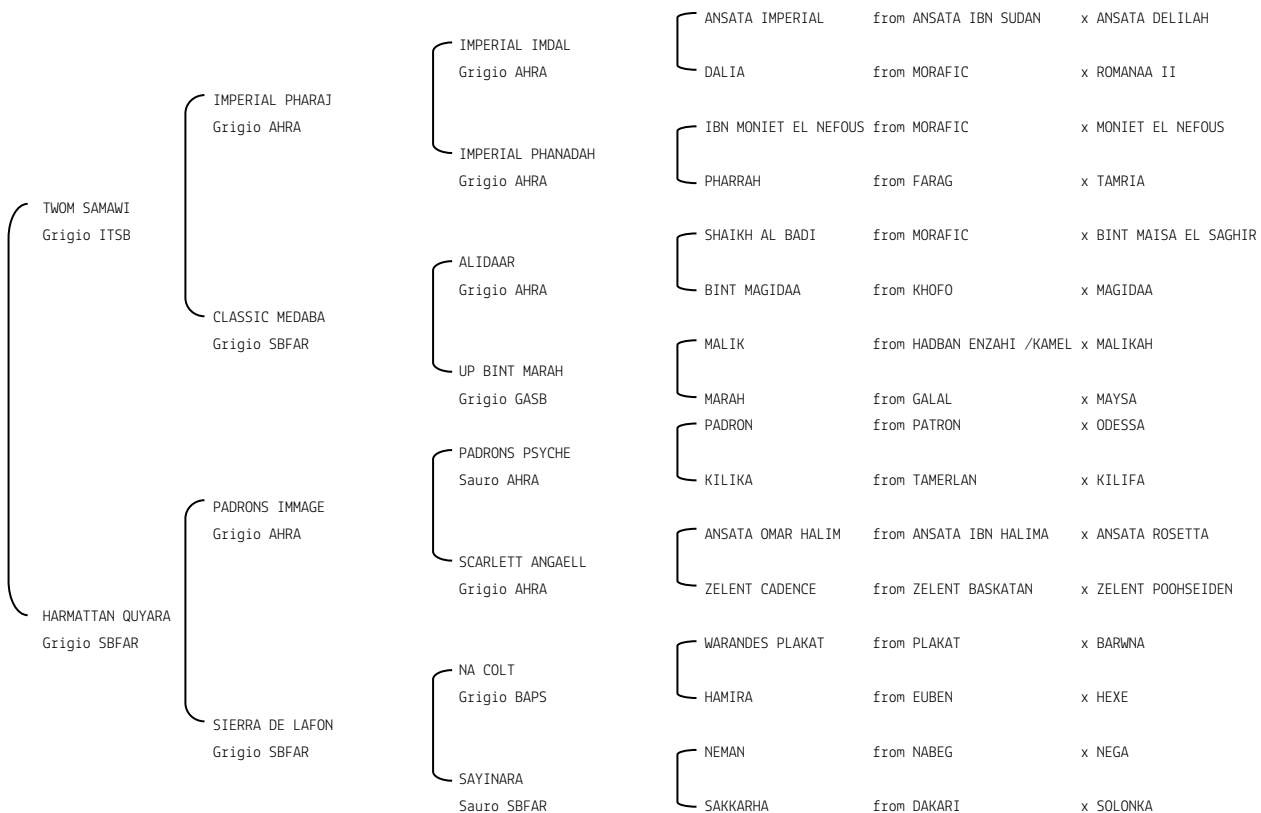 ANSATA IMPERIAL from ANSATA IBN SUDAN x ANSATA DELILAH
IMPERIAL IMDAL
Grigio AHRA DALIA from MORAFIC x ROMANAA II
IMPERIAL PHARAJ
Grigio AHRA IBN MONIET EL NEFOUS from MORAFIC x MONIET EL NEFOUS
IMPERIAL PHANADAH
Grigio AHRA PHARRAH from FARAG x TAMRIA
TWOM SAMAWI
Grigio ITSB SHAIKH AL BADI from MORAFIC x BINT MAISA EL SAGHIR
ALIDAAR
Grigio AHRA BINT MAGIDAA from KHOFO x MAGIDAA
CLASSIC MEDABA
Grigio SBFAR MALIK from HADBAN ENZAHI /KAMEL x MALIKAH
UP BINT MARAH
Grigio GASB MARAH from GALAL x MAYSA
PADRON from PATRON x ODESSA
PADRONS PSYCHE
Sauro AHRA KILIKA from TAMERLAN x KILIFA
PADRONS IMMAGE
Grigio AHRA ANSATA OMAR HALIM from ANSATA IBN HALIMA x ANSATA ROSETTA
SCARLETT ANGAELL
Grigio AHRA ZELENT CADENCE from ZELENT BASKATAN x ZELENT POOHSEIDEN
HARMATTAN QUYARA
Grigio SBFAR WARANDES PLAKAT from PLAKAT x BARWNA
NA COLT
Grigio BAPS HAMIRA from EUBEN x HEXE
SIERRA DE LAFON
Grigio SBFAR NEMAN from NABEG x NEGA
SAYINARA
Sauro SBFAR SAKKARHA from DAKARI x SOLONKA